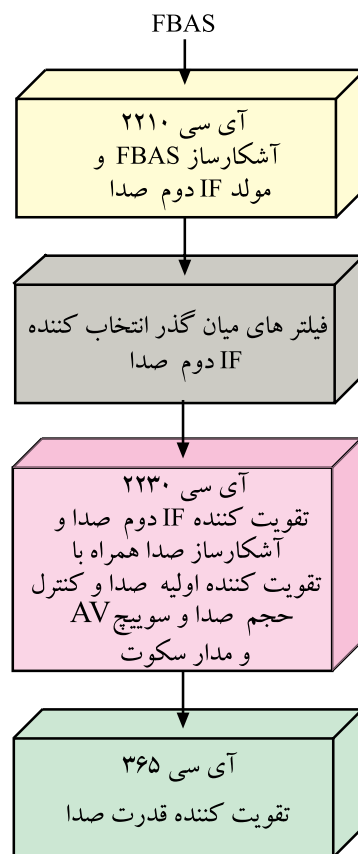 FBAS
آی سی ۲۲۱۰
آشکارساز FBAS و
مولد IF دوم صدا
فیلتر های میان گذر انتخاب کننده
IF دوم صدا
آی سی ۲۲۳۰
تقویت کننده IF دوم صدا و
آشکارساز صدا همراه با
تقویت کننده اولیه صدا و کنترل
حجم صدا و سوییچ AV
و مدار سکوت
آی سی ۳۶۵
تقویت کننده قدرت صدا